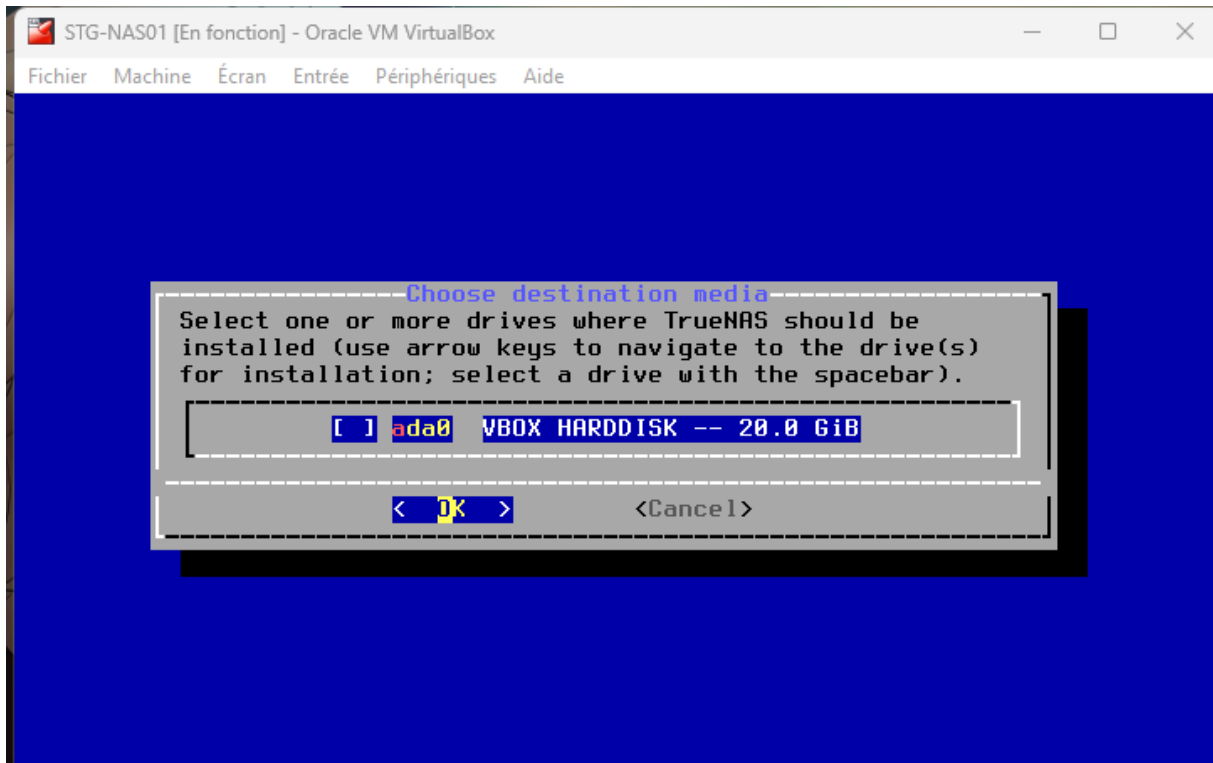 STG-NAS01 [En fonction] - Oracle VM VirtualBox
Fichier Machine Écran Entrée Périphériques Aide
Choose destination media
Select one or more drives where TrueNAS should be
installed (use arrow keys to navigate to the drive(s)
for installation; select a drive with the spacebar).
[ ] ada0 VBOX HARDDISK -- 20.0 GiB
< OK > <Cancel>